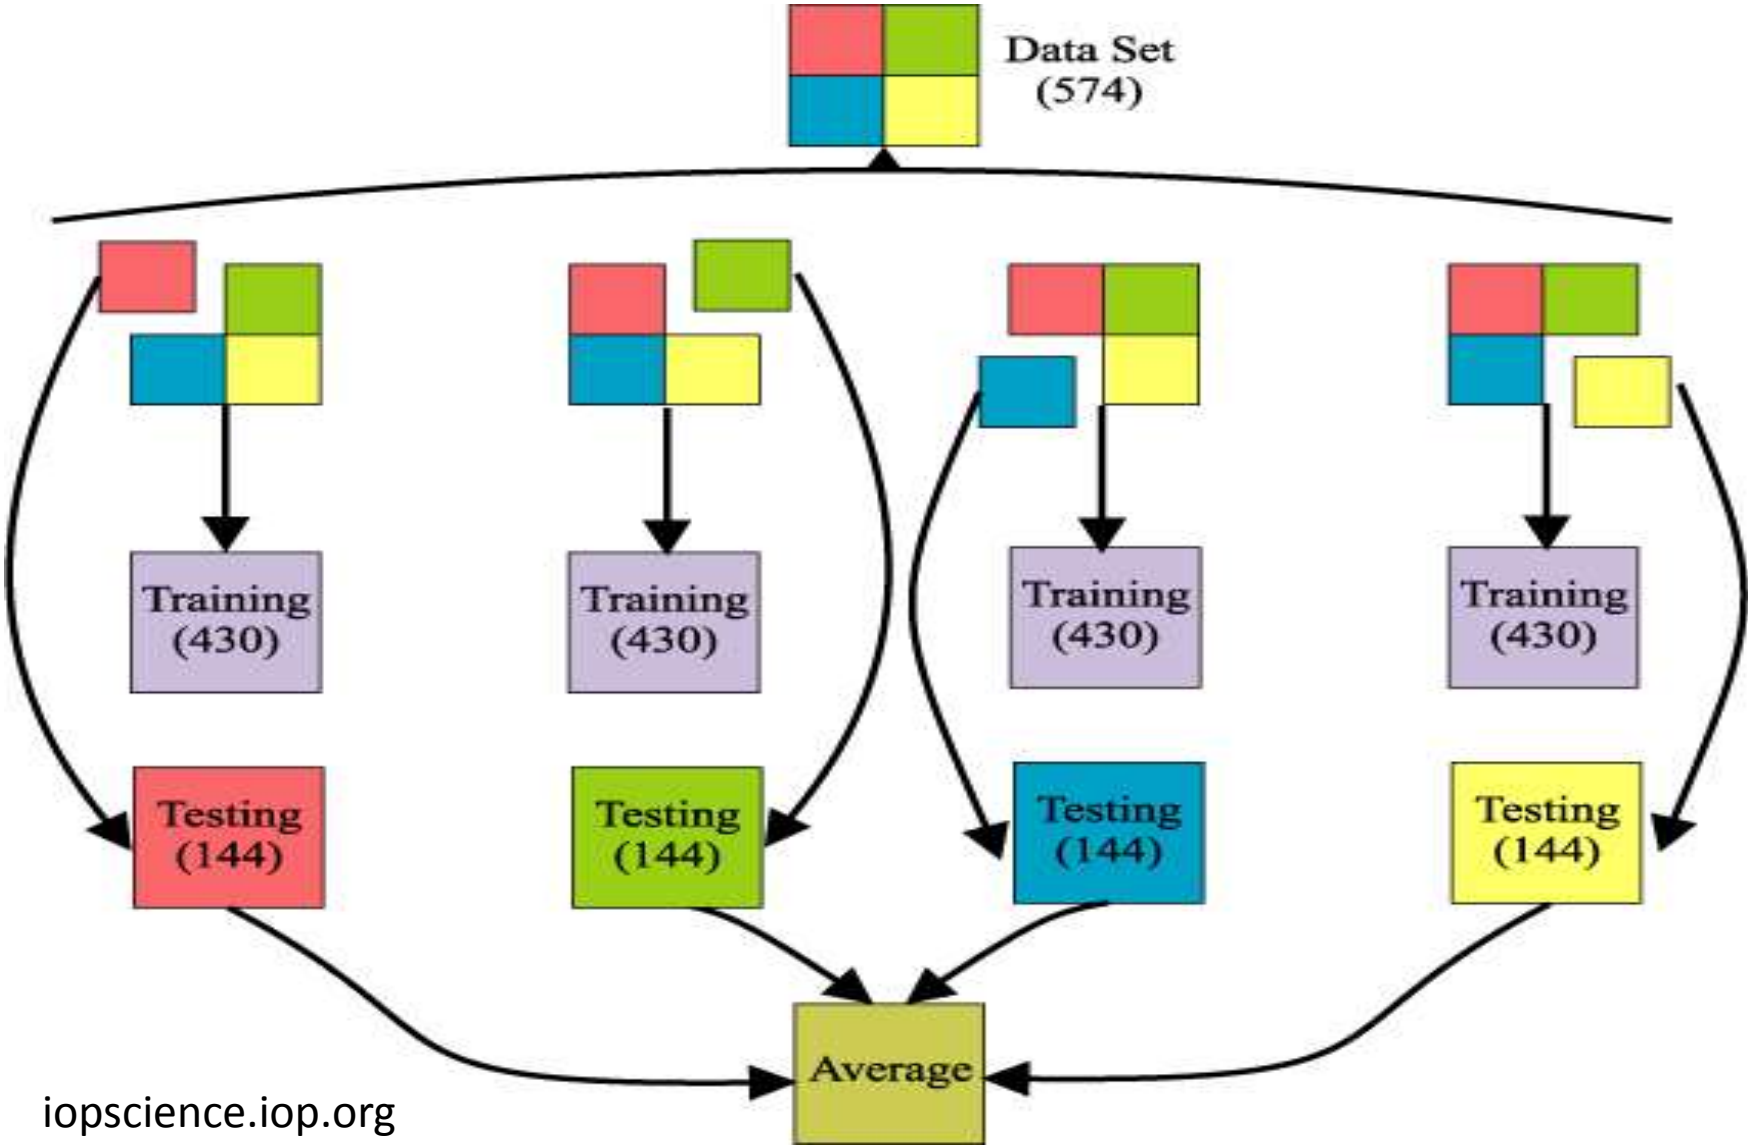 Data Set
(574)
Training
(430)
Training
(430)
Training
(430)
Training
(430)
Testing
(144)
Testing
(144)
Testing
(144)
Testing
(144)
Average
iopscience.iop.org